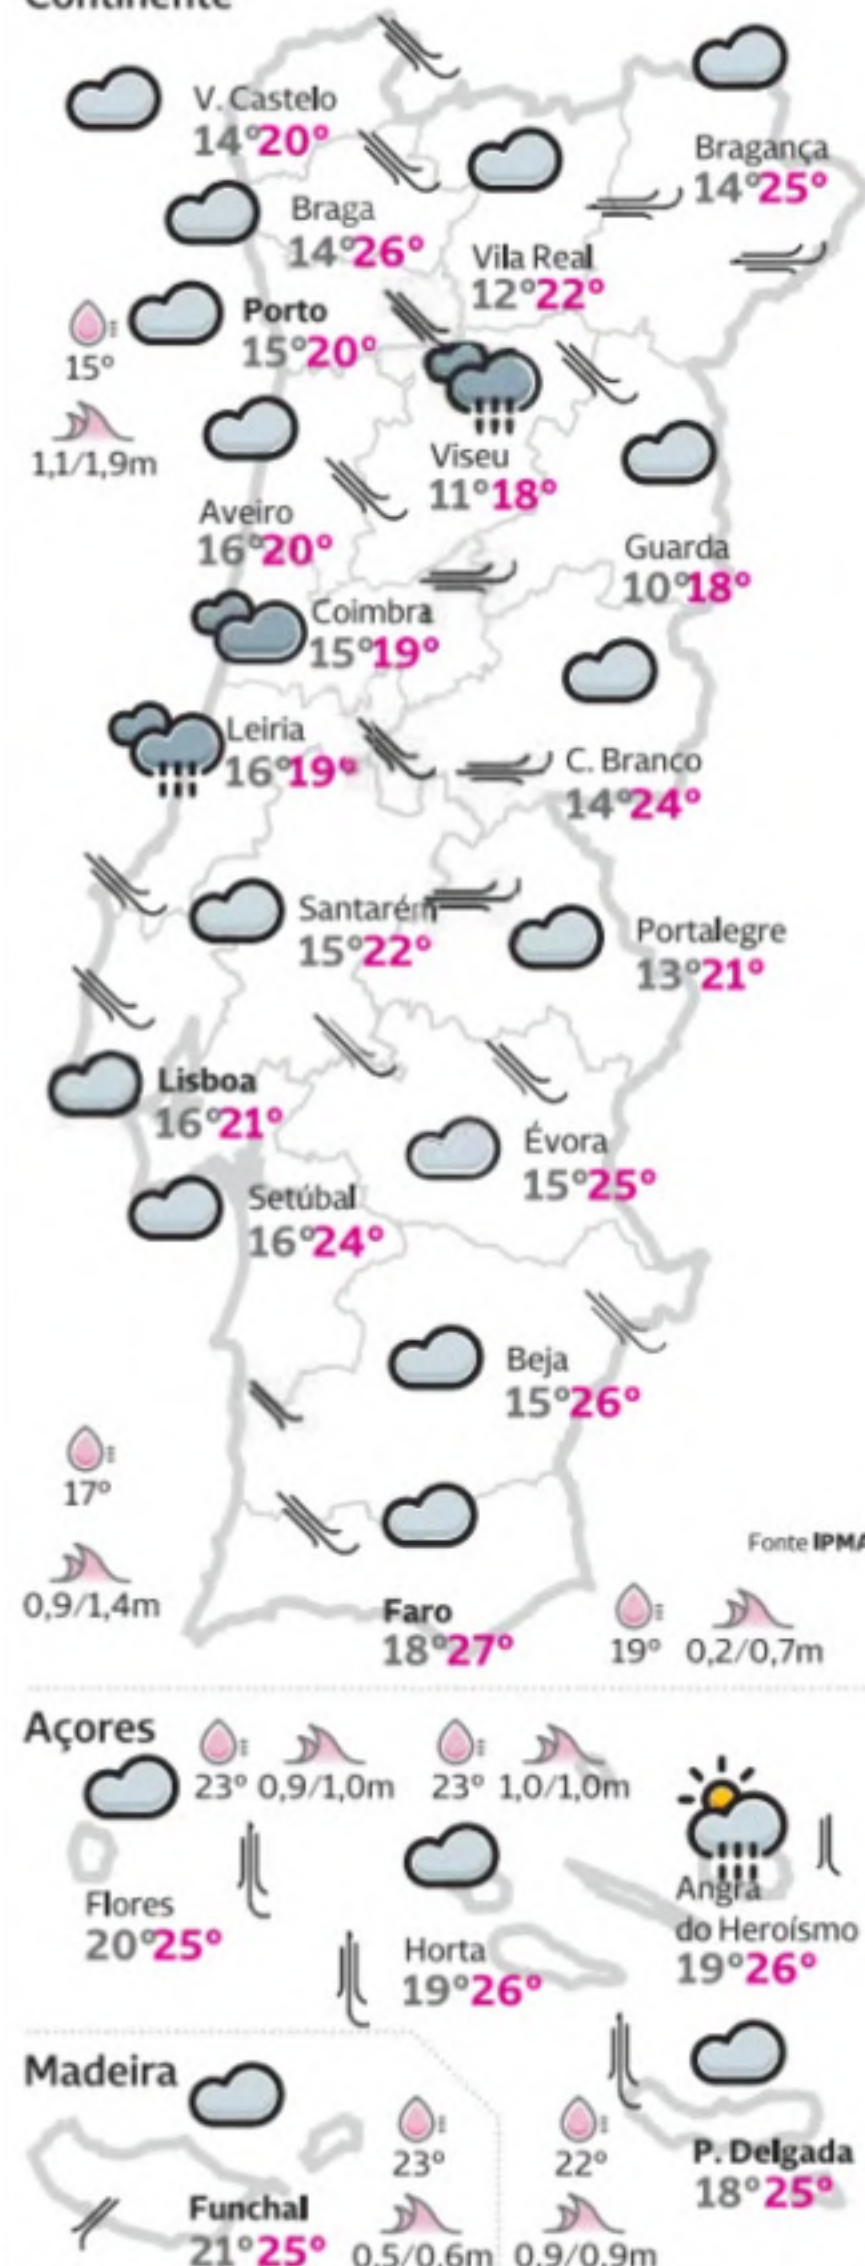 Continente
V. Castelo
14° 20°
Bragança
14° 25°
Braga
14° 26°
Vila Real
12° 22°
Porto
15° 20°
15°
1,1/1,9m
Viseu
11° 18°
Aveiro
16° 20°
Guarda
10° 18°
Coimbra
15° 19°
Leiria
16° 19°
C. Branco
14° 24°
Santarém
15° 22°
Portalegre
13° 21°
Lisboa
16° 21°
Évora
15° 25°
Setúbal
16° 24°
Beja
15° 26°
17°
0,9/1,4m
Fonte IPMA
Faro
18° 27°
19° 0,2/0,7m
Açores
23° 0,9/1,0m 23° 1,0/1,0m
Flores
20° 25°
Horta
19° 26°
Angra
do Heroísmo
19° 26°
Madeira
23°
22°
P. Delgada
18° 25°
Funchal
21° 25°
0,5/0,6m
0,9/0,9m